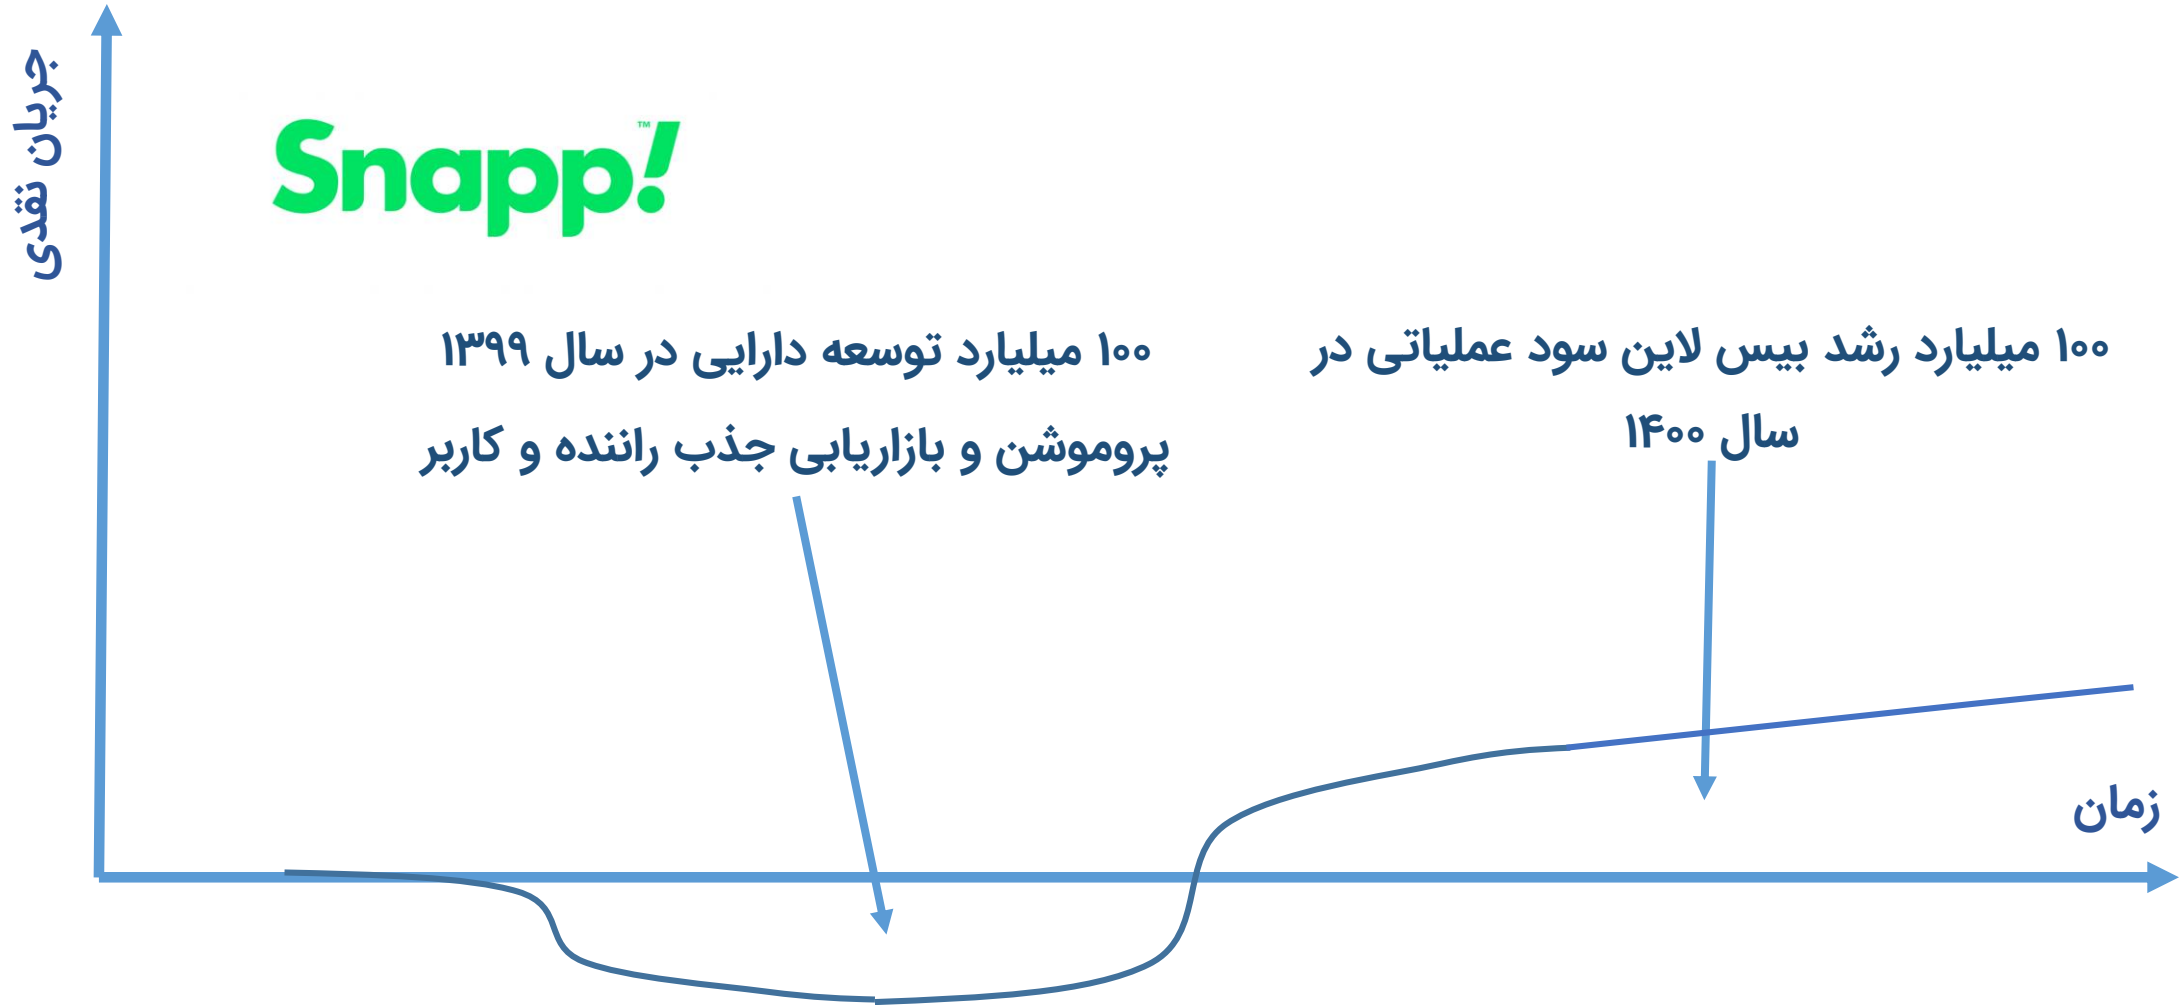 جریان نقدی
Snapp!™
۱۰۰ میلیارد توسعه دارایی در سال ۱۳۹۹
پروموشن و بازاریابی جذب راننده و کاربر
۱۰۰ میلیارد رشد بیس لاین سود عملیاتی در
سال ۱۴۰۰
زمان